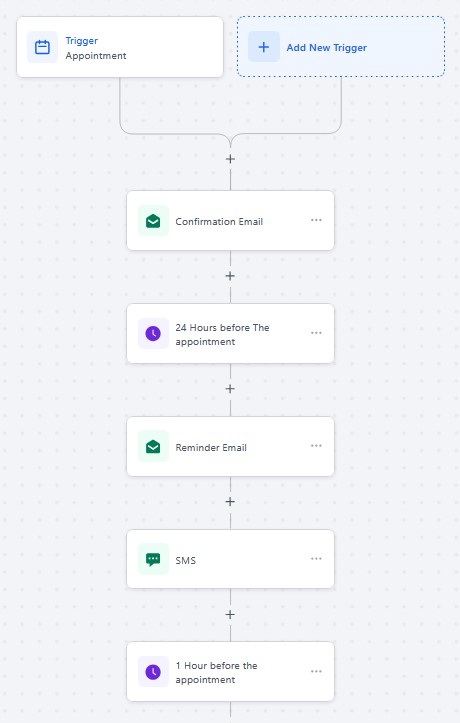 Trigger
Appointment
Add New Trigger
Confirmation Email
24 Hours before The
appointment
Reminder Email
SMS
1 Hour before the
appointment